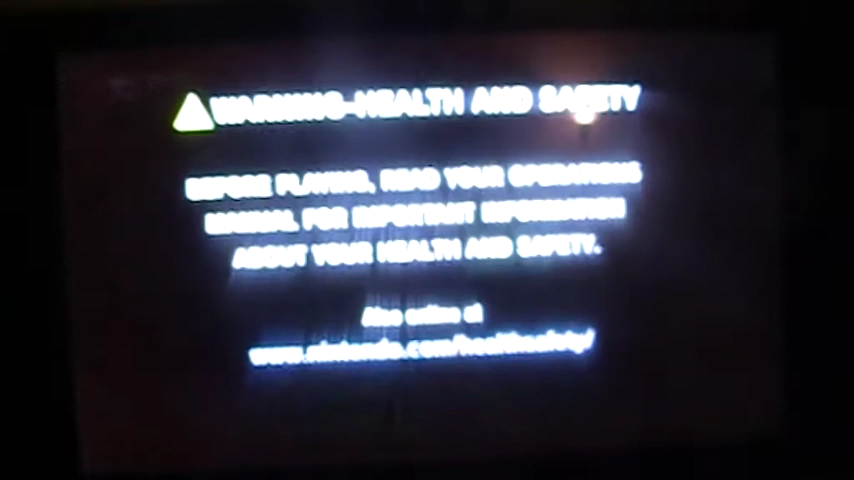 WARNING-HEALTH AND SAFETY
BEFORE PLAYING, READ YOUR OPERATIONS
MANUAL FOR IMPORTANT INFORMATION
ABOUT YOUR HEALTH AND SAFETY.
Also online at
www.nintendo.com/healthsafety/